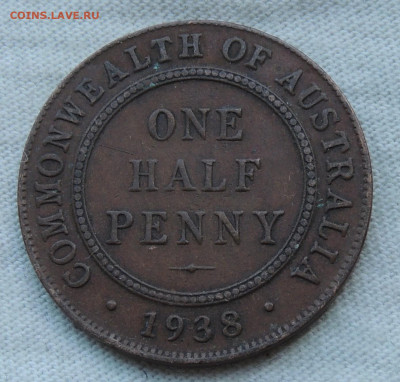 COINS.LAVE.RU
COMMONWEALTH OF AUSTRALIA
ONE
HALF
PENNY
· 1938 ·